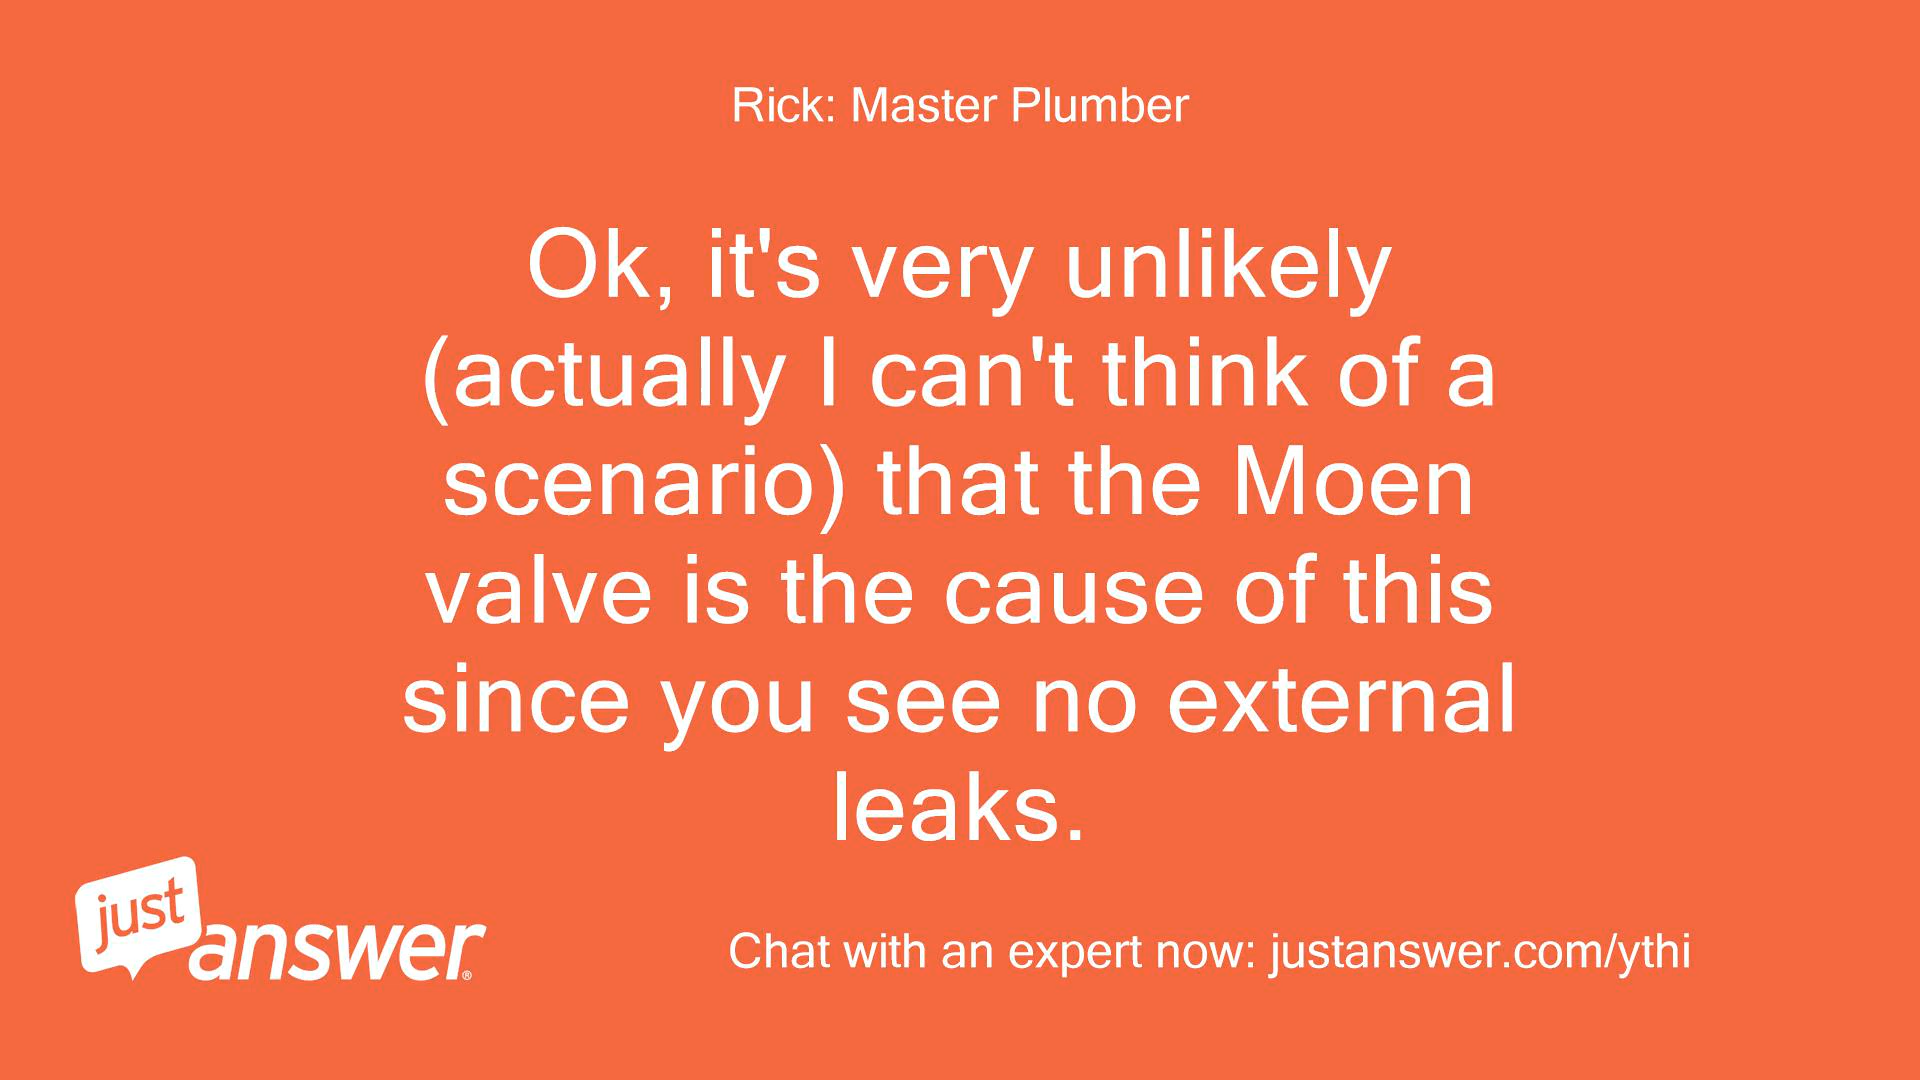 Rick: Master Plumber
Ok, it's very unlikely
(actually I can't think of a
scenario) that the Moen
valve is the cause of this
since you see no external
leaks.
just
answer®
Chat with an expert now: justanswer.com/ythi